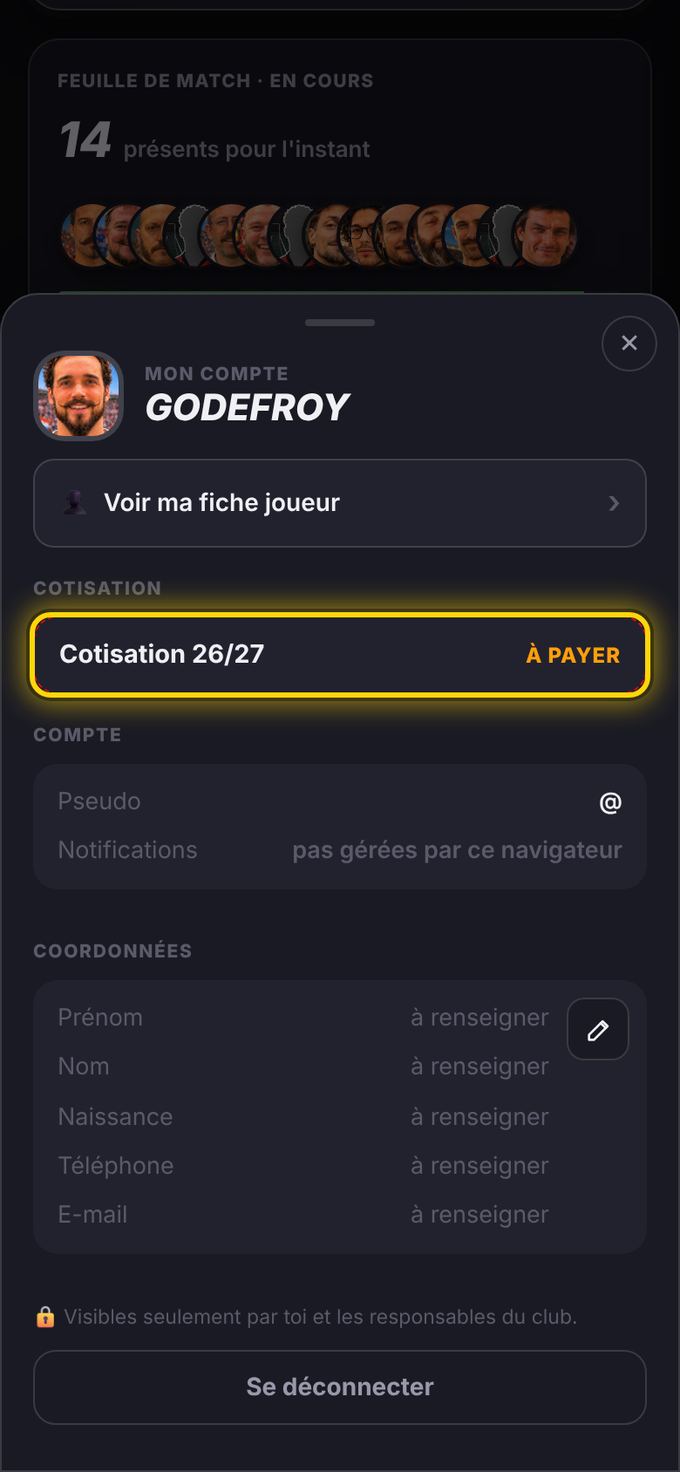 FEUILLE DE MATCH · EN COURS
14 présents pour l'instant
MON COMPTE
GODEFROY
Voir ma fiche joueur
COTISATION
Cotisation 26/27 À PAYER
COMPTE
Pseudo @
Notifications pas gérées par ce navigateur
COORDONNÉES
Prénom à renseigner
Nom à renseigner
Naissance à renseigner
Téléphone à renseigner
E-mail à renseigner
Visibles seulement par toi et les responsables du club.
Se déconnecter